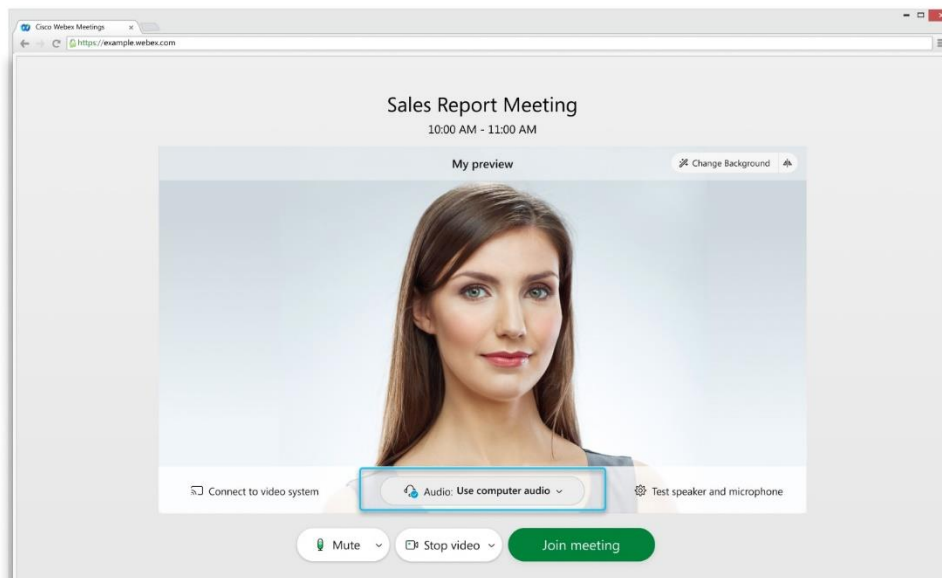 Cisco Webex Meetings
https://example.webex.com
Sales Report Meeting
10:00 AM - 11:00 AM
My preview
Change Background
Connect to video system
Audio: Use computer audio
Test speaker and microphone
Mute
Stop video
Join meeting